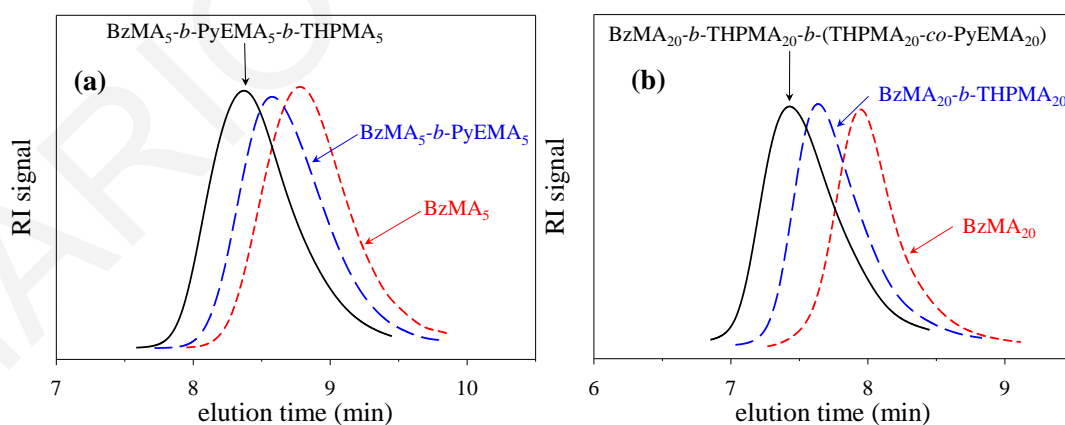 BzMA₅-b-PyEMA₅-b-THPMA₅
(a)
BzMA₅-b-PyEMA₅
BzMA₅
RI signal
7 8 9 10
elution time (min)
BzMA₂₀-b-THPMA₂₀-b-(THPMA₂₀-co-PyEMA₂₀)
(b)
BzMA₂₀-b-THPMA₂₀
BzMA₂₀
RI signal
6 7 8 9
elution time (min)